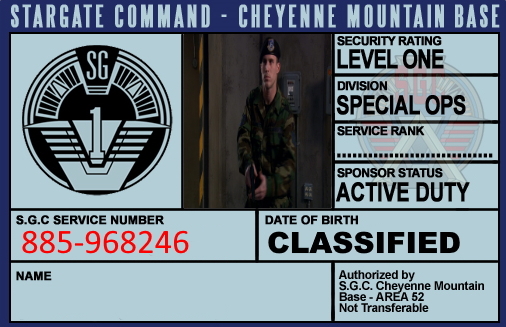 STARGATE COMMAND - CHEYENNE MOUNTAIN BASE
SG
1
SECURITY RATING
LEVEL ONE
DIVISION
SPECIAL OPS
SERVICE RANK
SPONSOR STATUS
ACTIVE DUTY
S.G.C SERVICE NUMBER
885-968246
DATE OF BIRTH
CLASSIFIED
NAME
Authorized by
S.G.C. Cheyenne Mountain
Base - AREA 52
Not Transferable